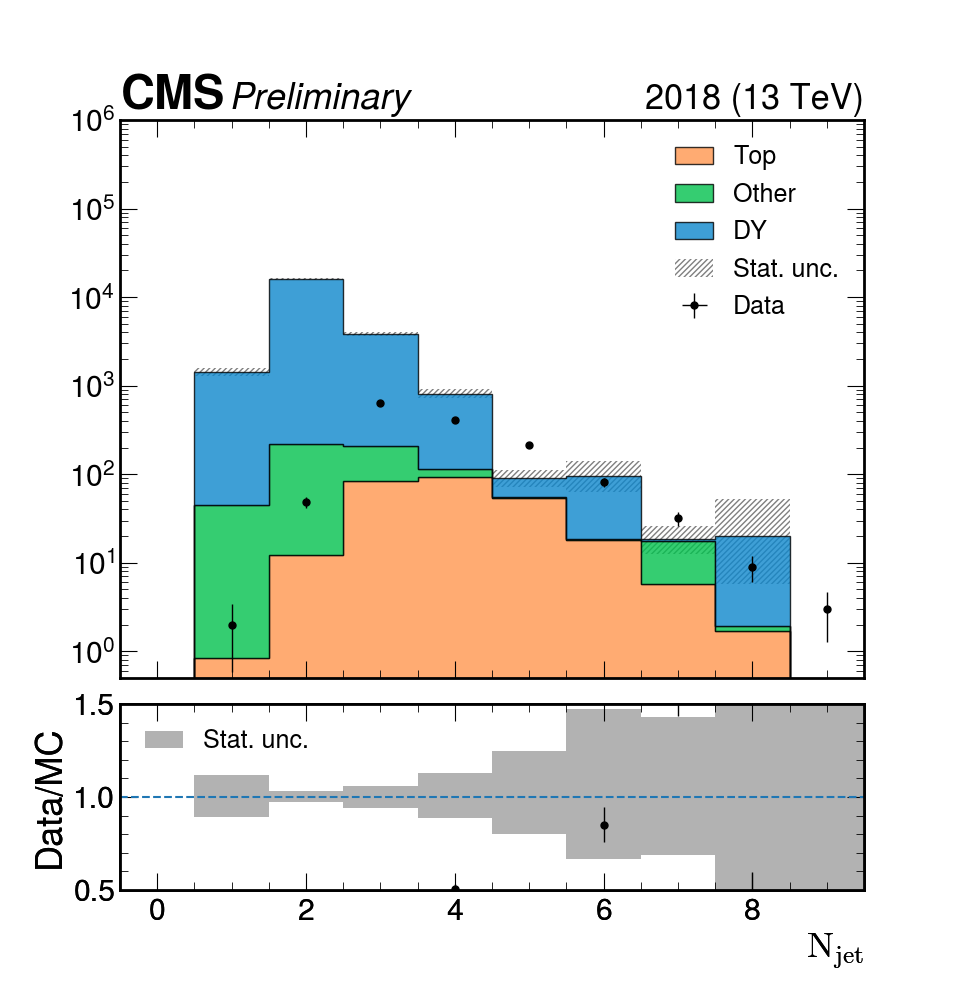 CMS Preliminary 2018 (13 TeV)
10^6
10^5
10^4
10^3
10^2
10^1
10^0
Top
Other
DY
Stat. unc.
Data
Data/MC
1.5
1.0
0.5
Stat. unc.
0 2 4 6 8
N_jet